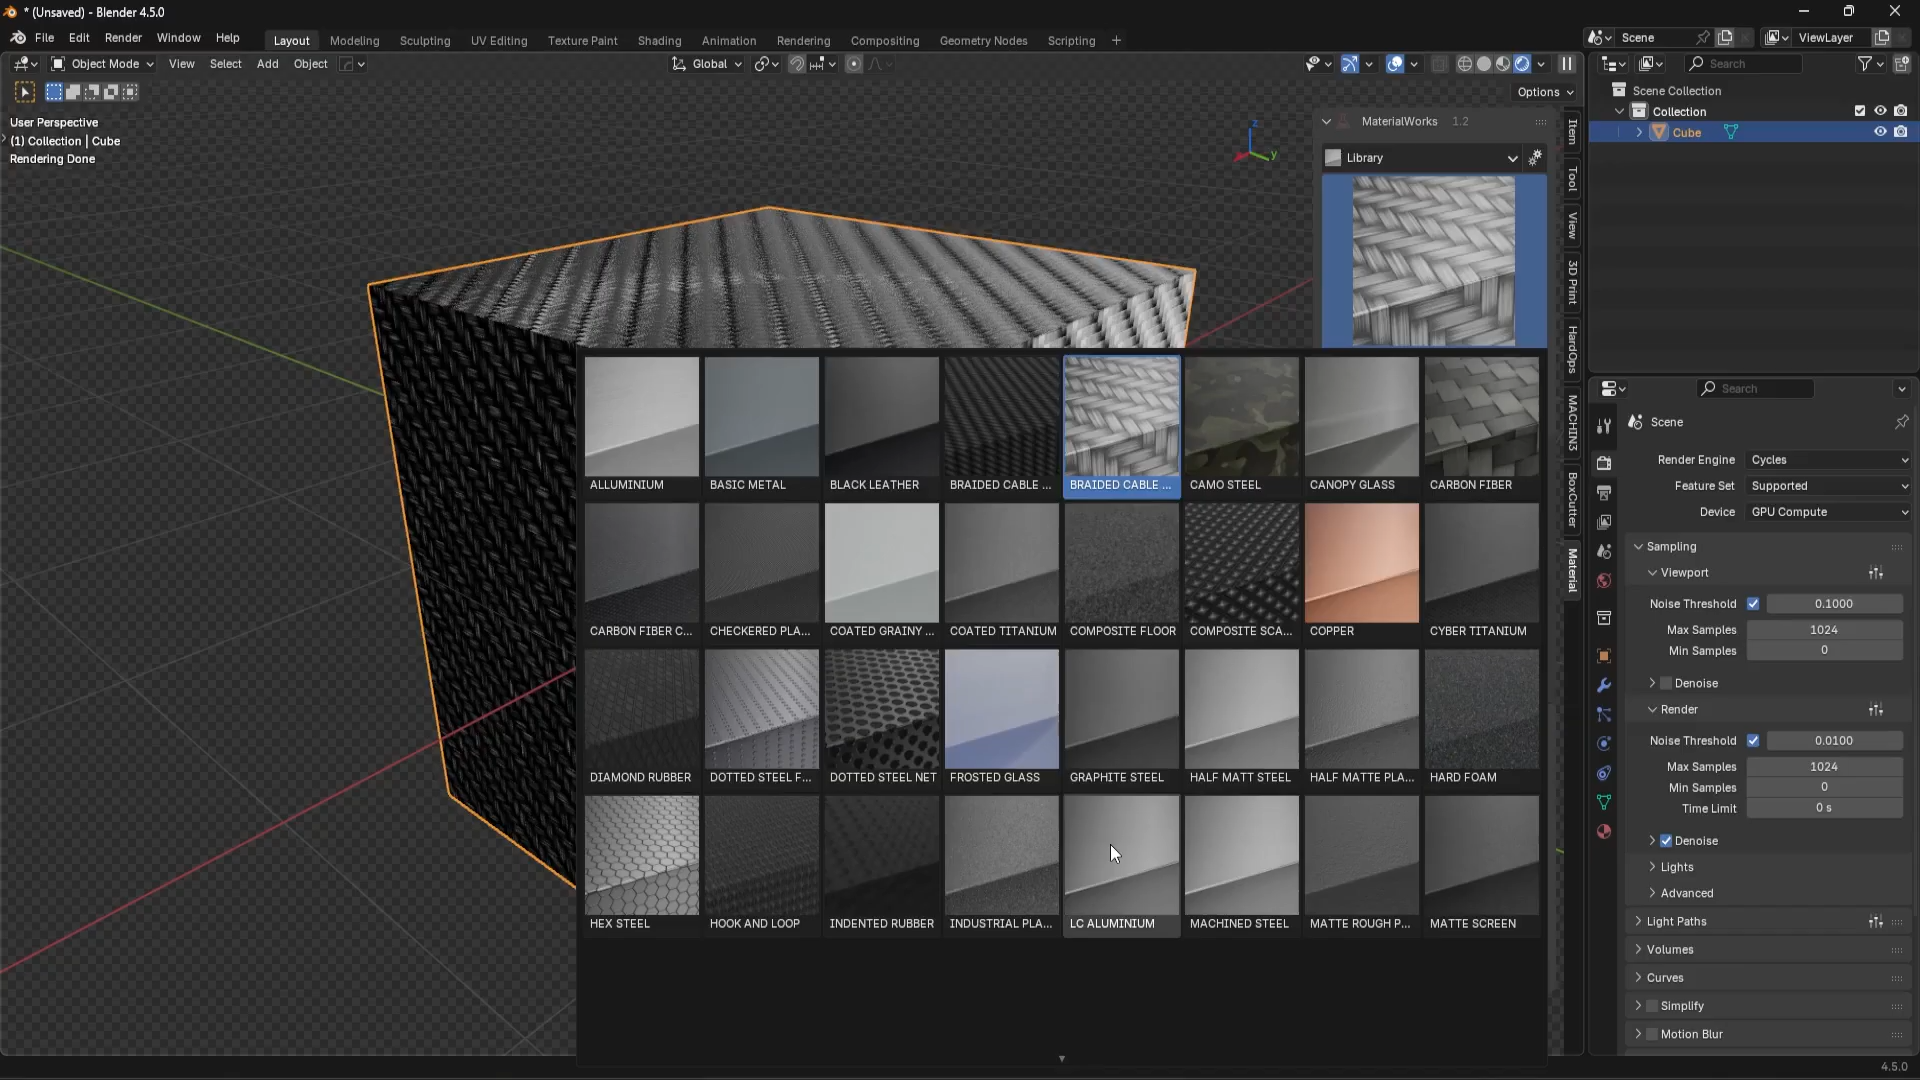 * (Unsaved) - Blender 4.5.0
File Edit Render Window Help
Layout Modeling Sculpting UV Editing Texture Paint Shading Animation Rendering Compositing Geometry Nodes Scripting +
Scene
ViewLayer
Object Mode View Select Add Object
Global
Search
Options
User Perspective
(1) Collection | Cube
Rendering Done
Scene Collection
Collection
Cube
MaterialWorks 1.2
Library
Item
Tool
View
3D Print
HardOps
MACHIN3
BoxCutter
Material
ALLUMINIUM
BASIC METAL
BLACK LEATHER
BRAIDED CABLE ...
BRAIDED CABLE ...
CAMO STEEL
CANOPY GLASS
CARBON FIBER
CARBON FIBER C...
CHECKERED PLA...
COATED GRAINY ...
COATED TITANIUM
COMPOSITE FLOOR
COMPOSITE SCA...
COPPER
CYBER TITANIUM
DIAMOND RUBBER
DOTTED STEEL F...
DOTTED STEEL NET
FROSTED GLASS
GRAPHITE STEEL
HALF MATT STEEL
HALF MATTE PLA...
HARD FOAM
HEX STEEL
HOOK AND LOOP
INDENTED RUBBER
INDUSTRIAL PLA...
LC ALUMINIUM
MACHINED STEEL
MATTE ROUGH P...
MATTE SCREEN
Search
Scene
Render Engine Cycles
Feature Set Supported
Device GPU Compute
Sampling
Viewport
Noise Threshold 0.1000
Max Samples 1024
Min Samples 0
Denoise
Render
Noise Threshold 0.0100
Max Samples 1024
Min Samples 0
Time Limit 0 s
Denoise
Lights
Advanced
Light Paths
Volumes
Curves
Simplify
Motion Blur
4.5.0